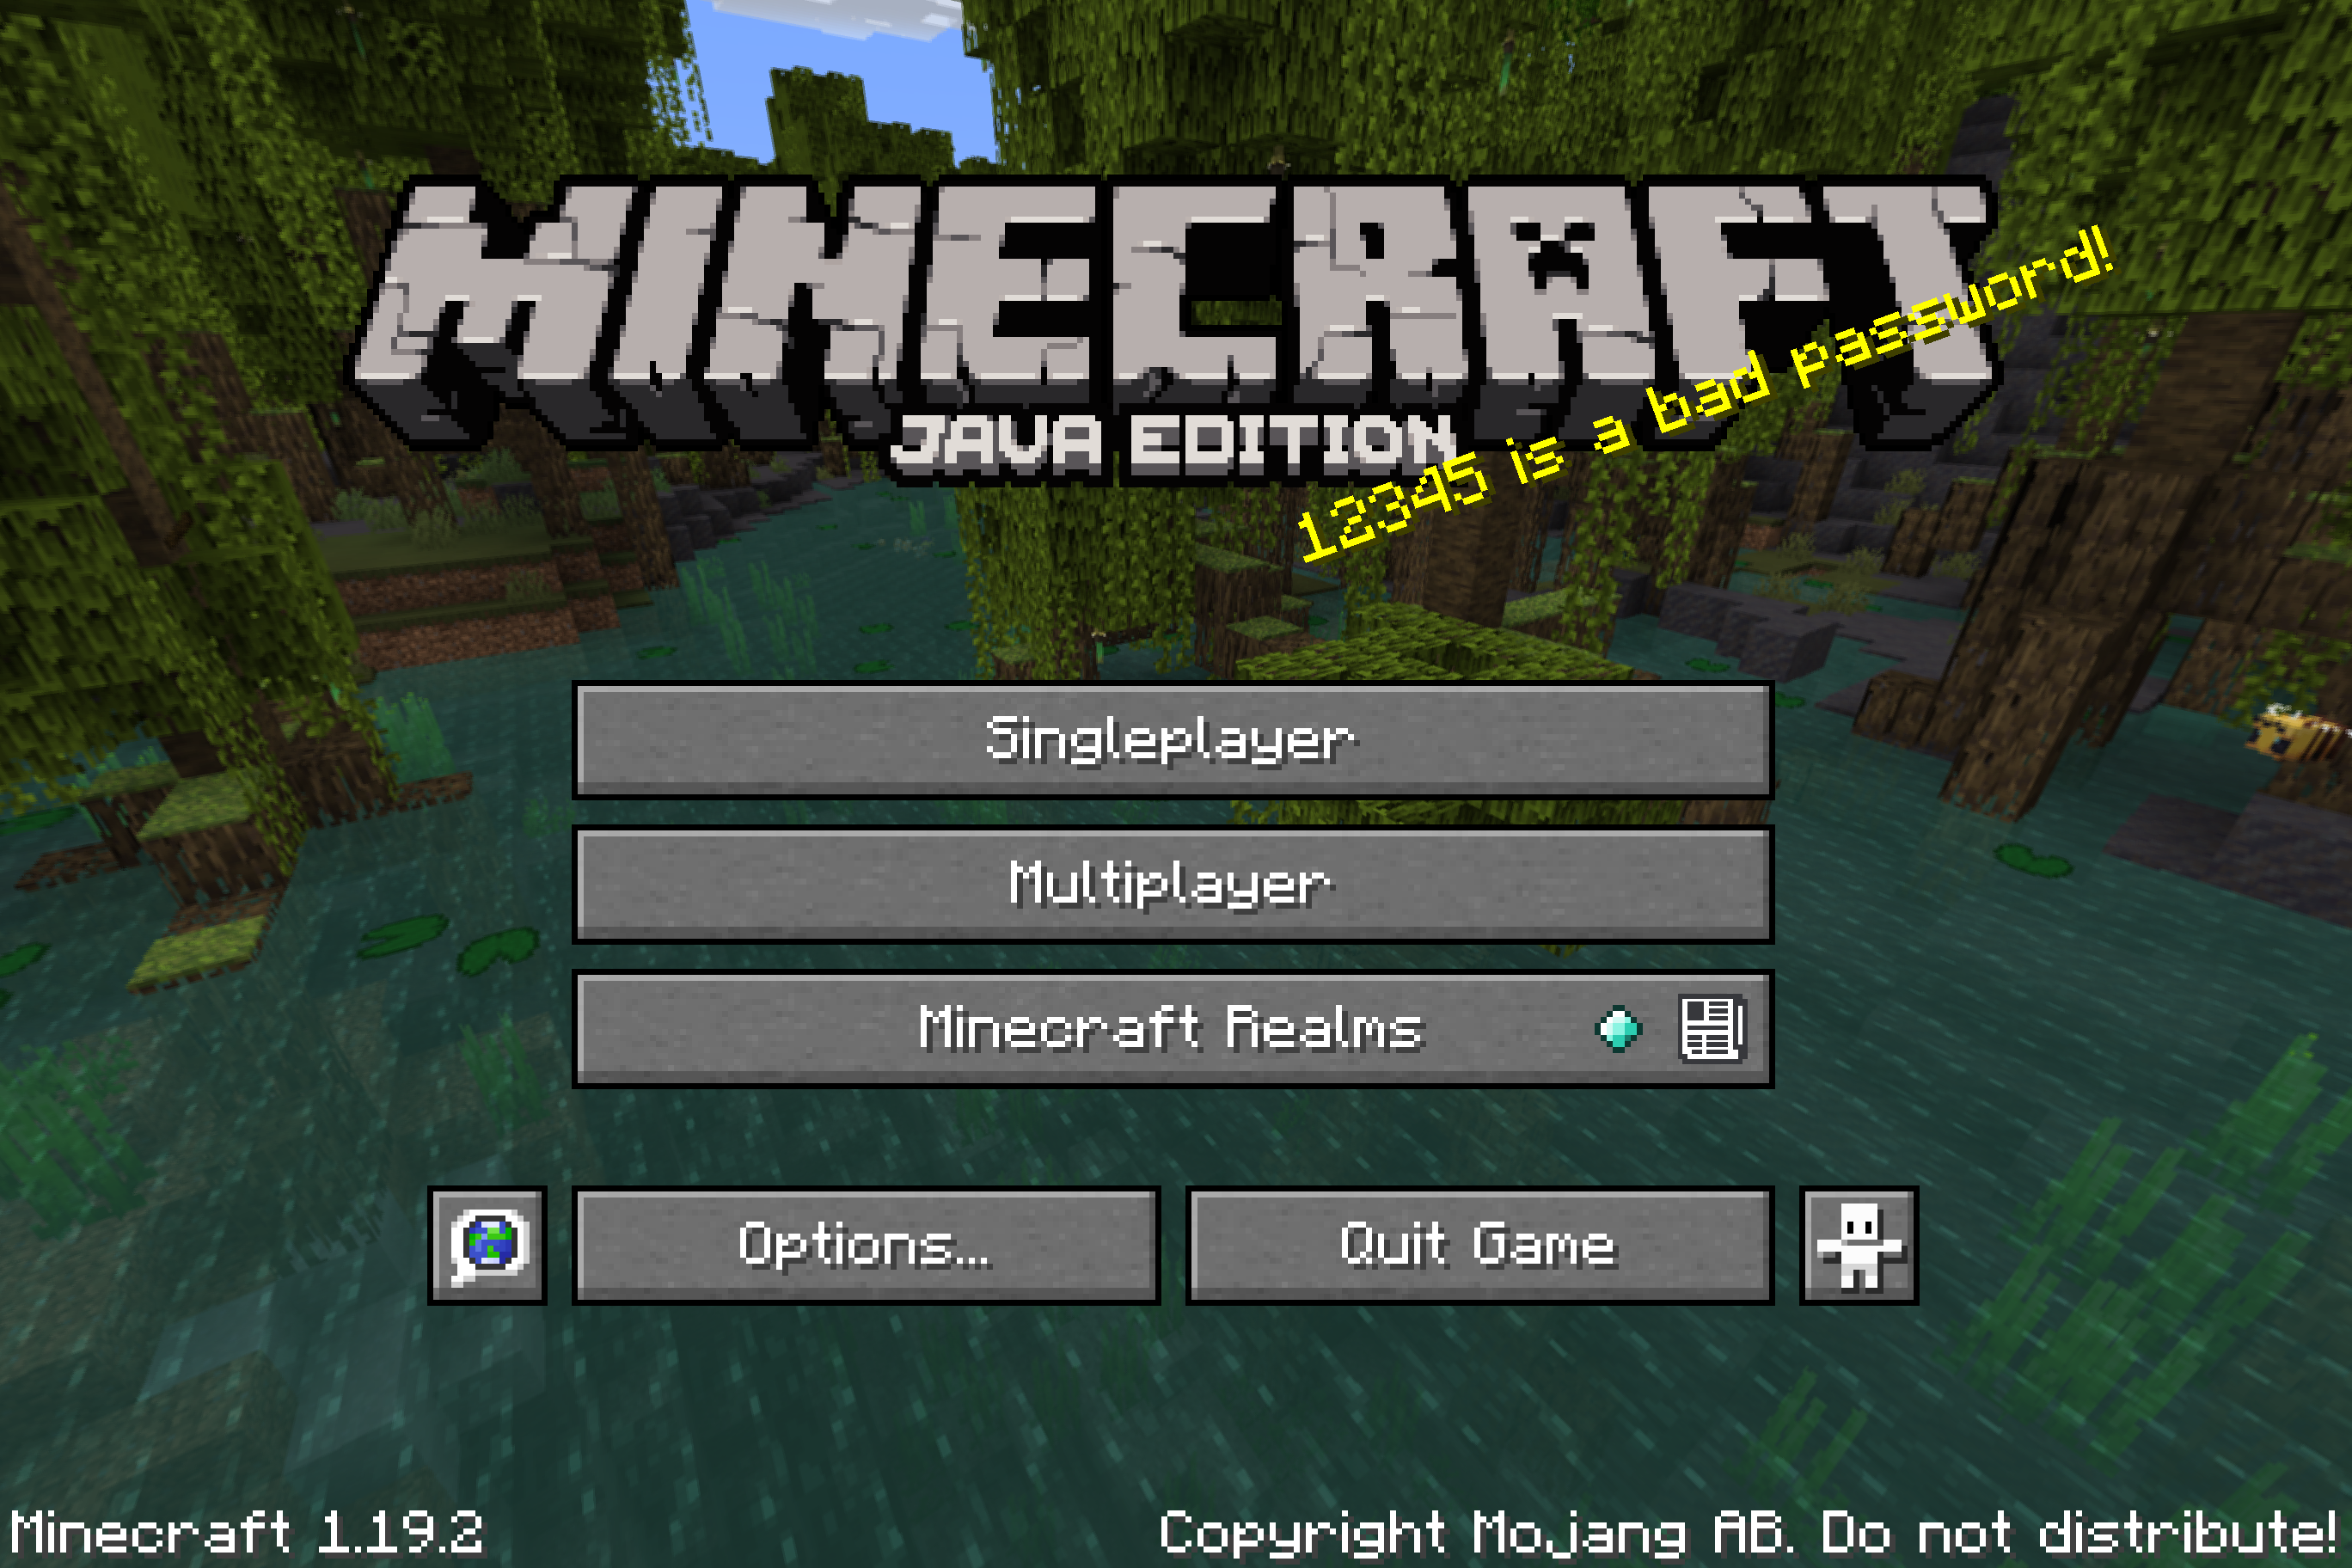 MINECRAFT
JAVA EDITION
12345 is a bad password!
Singleplayer
Multiplayer
Minecraft Realms
Options...
Quit Game
Minecraft 1.19.2
Copyright Mojang AB. Do not distribute!